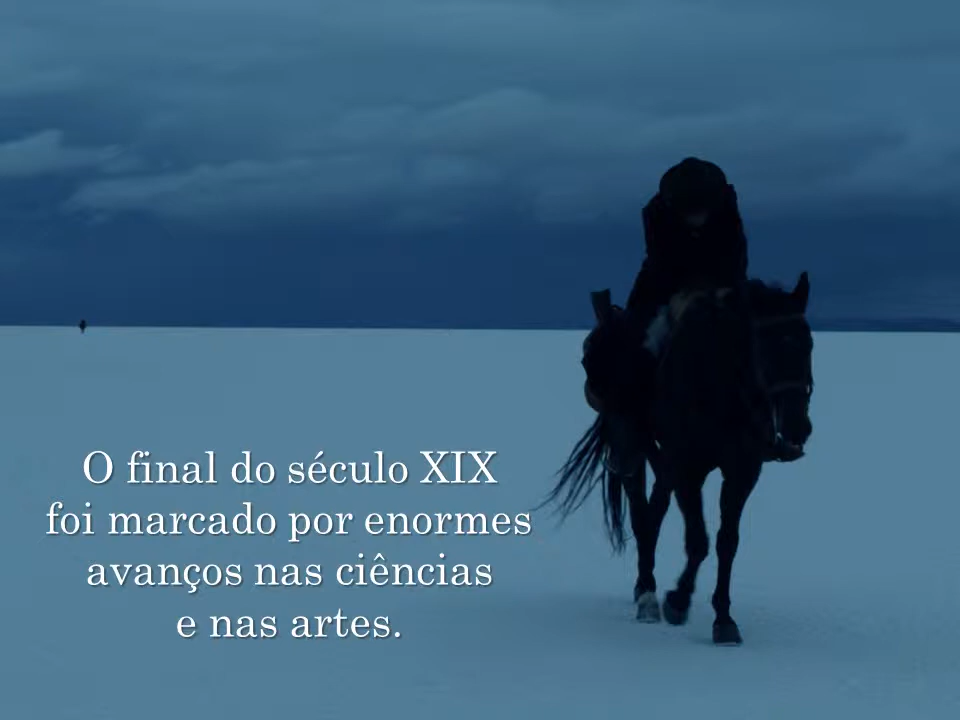 O final do século XIX
foi marcado por enormes
avanços nas ciências
e nas artes.